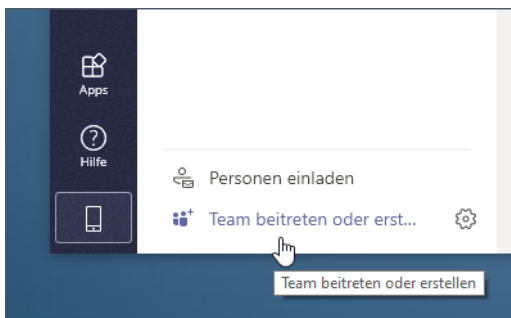 Apps
Hilfe
Personen einladen
Team beitreten oder erst...
Team beitreten oder erstellen